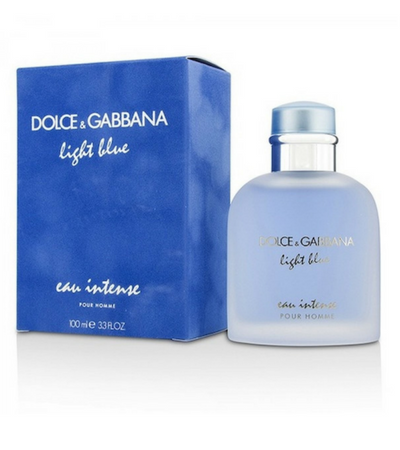 DOLCE & GABBANA
light blue
eau intense
POUR HOMME
100 ml ℮ 3.3 FL.OZ
DOLCE & GABBANA
light blue
eau intense
POUR HOMME